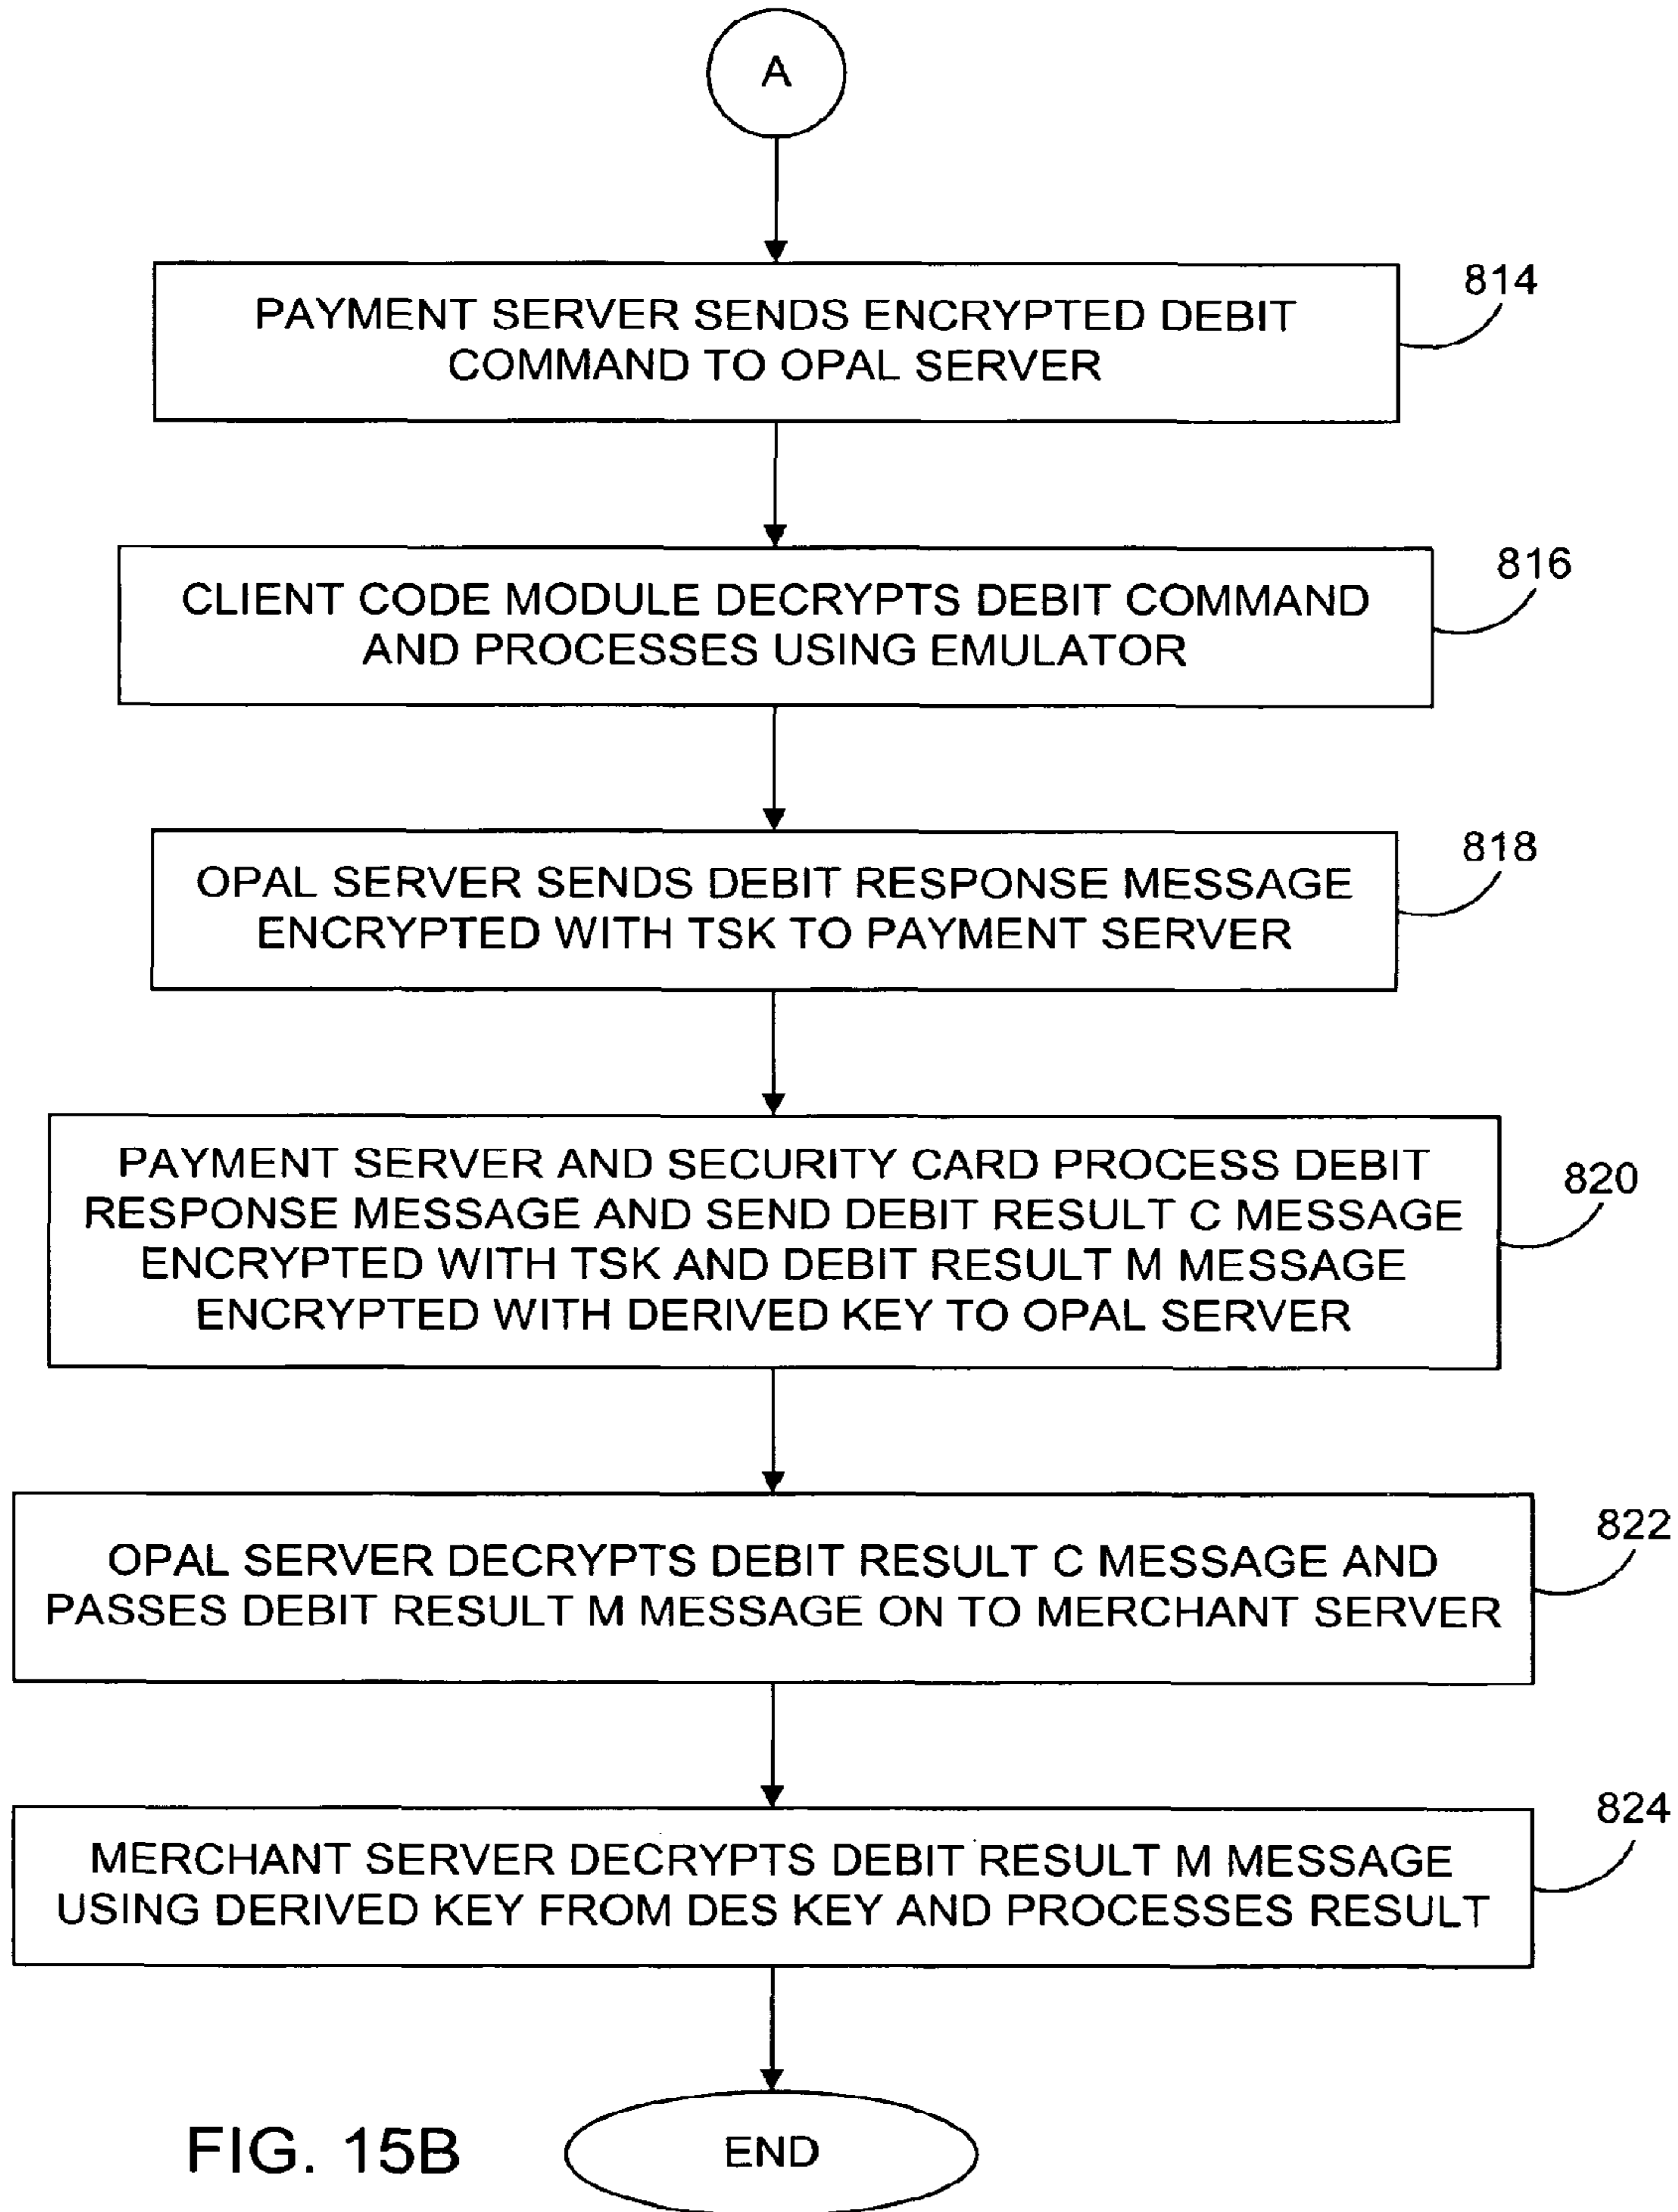 A
PAYMENT SERVER SENDS ENCRYPTED DEBIT
COMMAND TO OPAL SERVER
814
CLIENT CODE MODULE DECRYPTS DEBIT COMMAND
AND PROCESSES USING EMULATOR
816
OPAL SERVER SENDS DEBIT RESPONSE MESSAGE
ENCRYPTED WITH TSK TO PAYMENT SERVER
818
PAYMENT SERVER AND SECURITY CARD PROCESS DEBIT
RESPONSE MESSAGE AND SEND DEBIT RESULT C MESSAGE
ENCRYPTED WITH TSK AND DEBIT RESULT M MESSAGE
ENCRYPTED WITH DERIVED KEY TO OPAL SERVER
820
OPAL SERVER DECRYPTS DEBIT RESULT C MESSAGE AND
PASSES DEBIT RESULT M MESSAGE ON TO MERCHANT SERVER
822
MERCHANT SERVER DECRYPTS DEBIT RESULT M MESSAGE
USING DERIVED KEY FROM DES KEY AND PROCESSES RESULT
824
END
FIG. 15B